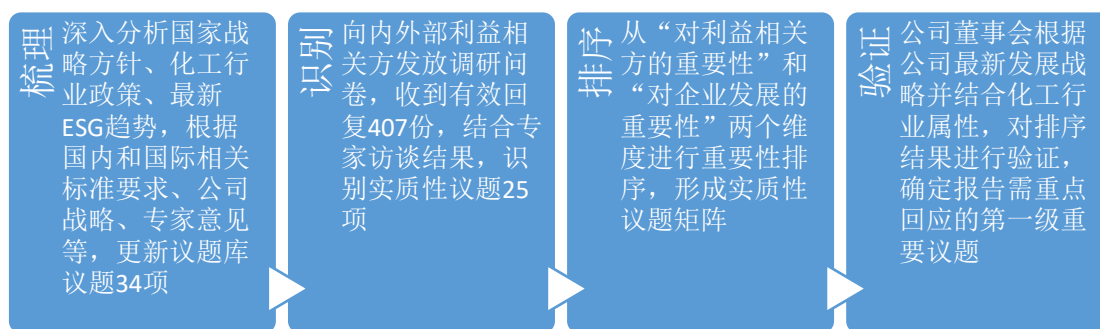 梳理
深入分析国家战
略方针、化工行
业政策、最新
ESG趋势，根据
国内和国际相关
标准要求、公司
战略、专家意见
等，更新议题库
议题34项
识别
向内外部利益相
关方发放调研问
卷，收到有效回
复407份，结合专
家访谈结果，识
别实质性议题25
项
排序
从“对利益相关
方的重要性”和
“对企业发展的
重要性”两个维
度进行重要性排
序，形成实质性
议题矩阵
验证
公司董事会根据
公司最新发展战
略并结合化工行
业属性，对排序
结果进行验证，
确定报告需重点
回应的第一级重
要议题